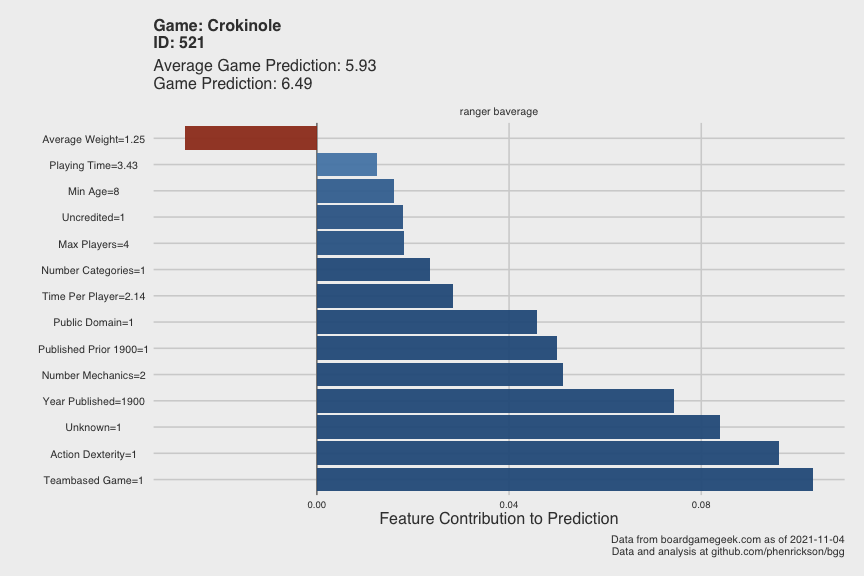 Game: Crokinole
ID: 521
Average Game Prediction: 5.93
Game Prediction: 6.49
ranger baverage
Average Weight=1.25
Playing Time=3.43
Min Age=8
Uncredited=1
Max Players=4
Number Categories=1
Time Per Player=2.14
Public Domain=1
Published Prior 1900=1
Number Mechanics=2
Year Published=1900
Unknown=1
Action Dexterity=1
Teambased Game=1
0.00 0.04 0.08
Feature Contribution to Prediction
Data from boardgamegeek.com as of 2021-11-04
Data and analysis at github.com/phenrickson/bgg